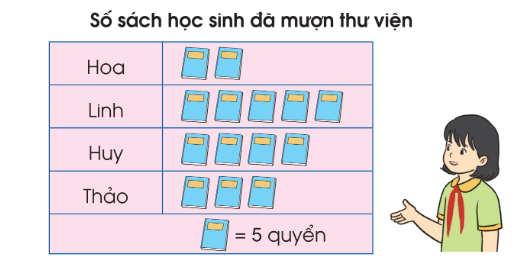 Số sách học sinh đã mượn thư viện
Hoa
Linh
Huy
Thảo
= 5 quyển